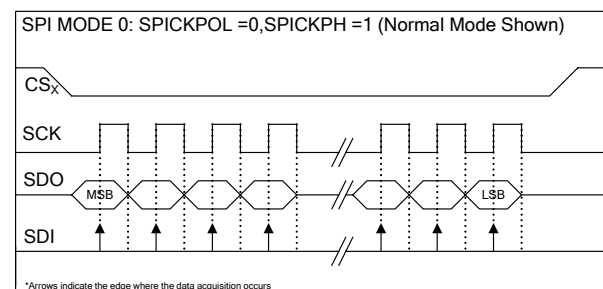 SPI MODE 0: SPICKPOL =0,SPICKPH =1 (Normal Mode Shown)
CSX
SCK
SDO
MSB
LSB
SDI
*Arrows indicate the edge where the data acquisition occurs